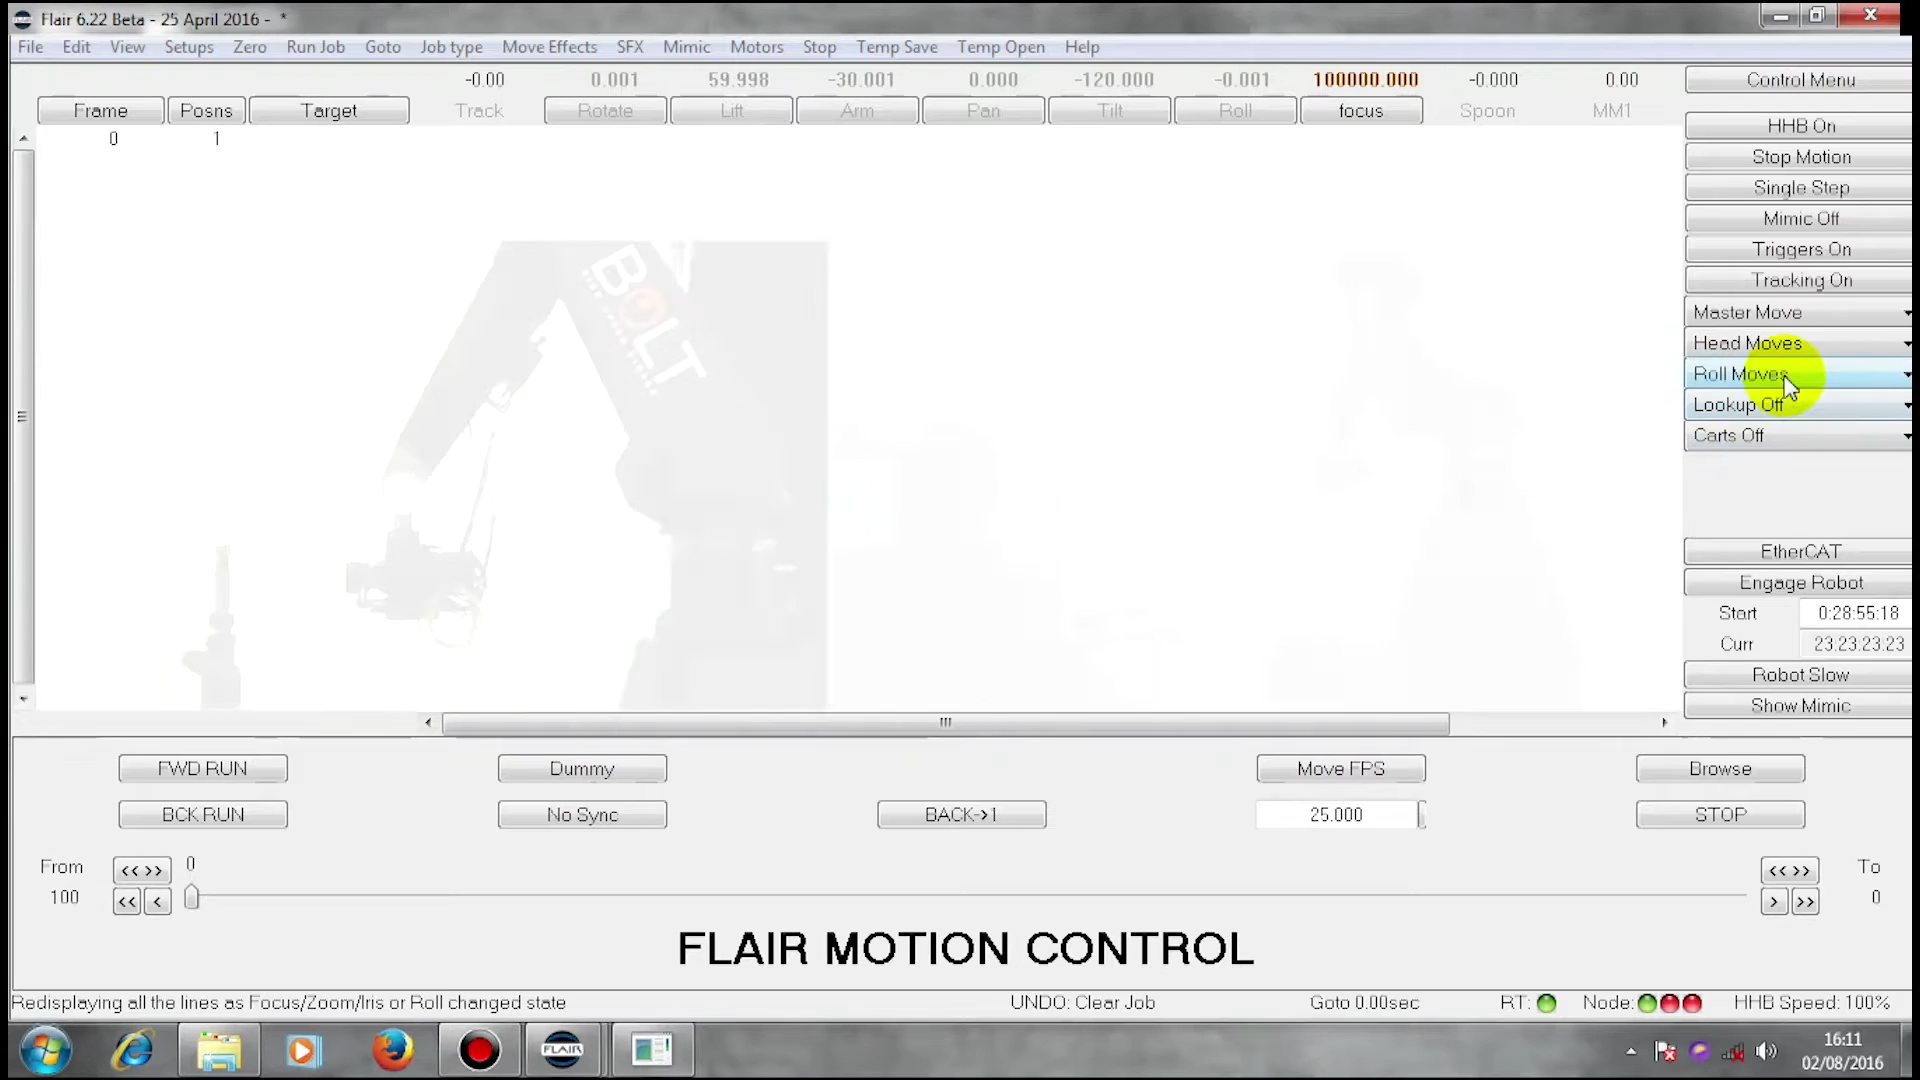 Flair 6.22 Beta - 25 April 2016 - *
File Edit View Setups Zero Run Job Goto Job type Move Effects SFX Mimic Motors Stop Temp Save Temp Open Help
-0.00 0.001 59.998 -30.001 0.000 -120.000 -0.001 100000.000 -0.000 0.00
Frame Posns Target Track Rotate Lift Arm Pan Tilt Roll focus Spoon MM1
0 1
Control Menu
HHB On
Stop Motion
Single Step
Mimic Off
Triggers On
Tracking On
Master Move
Head Moves
Roll Moves
Lookup Off
Carts Off
BOLT
EtherCAT
Engage Robot
Start 0:28:55:18
Curr 23:23:23:23
Robot Slow
Show Mimic
FWD RUN Dummy Move FPS Browse
BCK RUN No Sync BACK->1 25.000 STOP
From << >> 0 << >> To
100 << < > >> 0
FLAIR MOTION CONTROL
Redisplaying all the lines as Focus/Zoom/Iris or Roll changed state UNDO: Clear Job Goto 0.00sec RT: Node: HHB Speed: 100%
FLAIR
16:11
02/08/2016